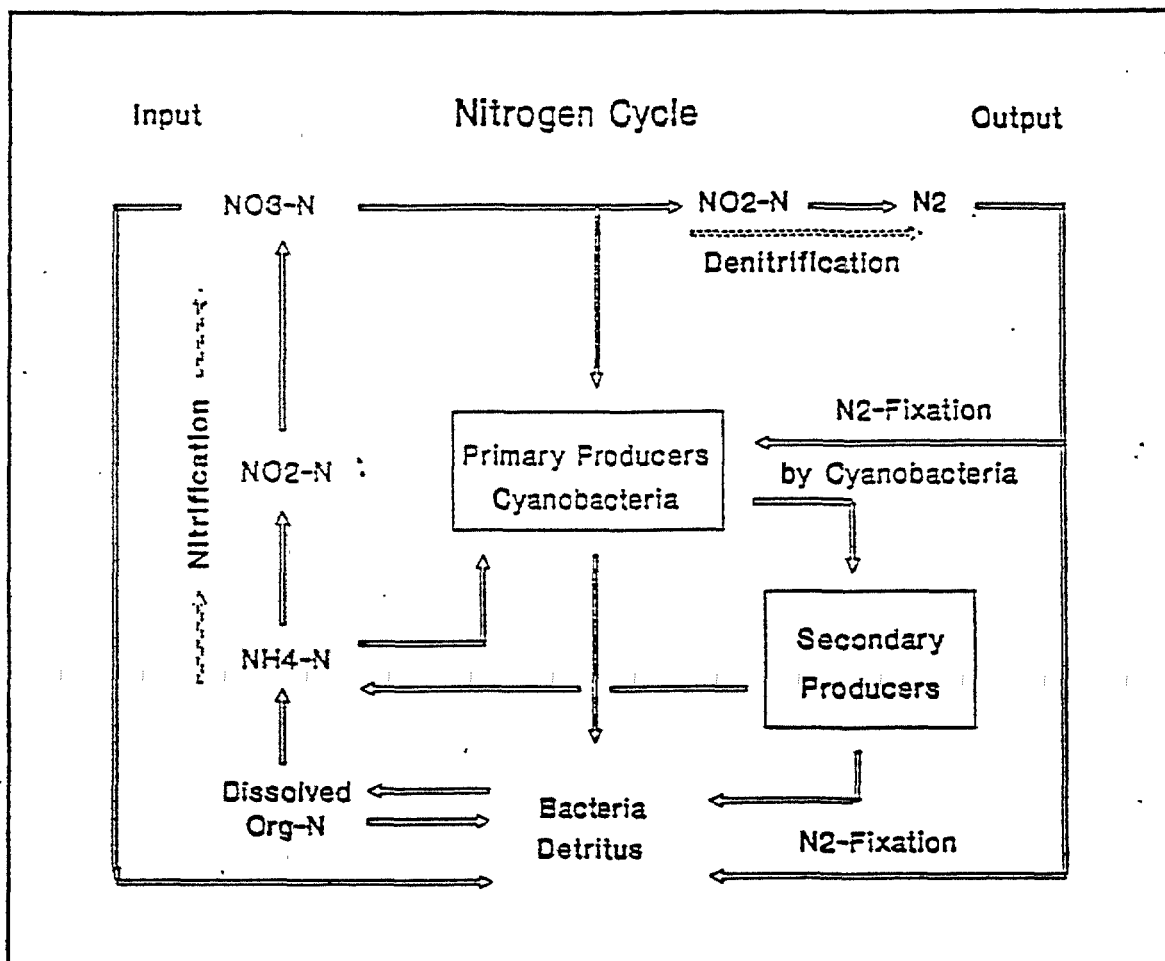 Input
Nitrogen Cycle
Output
NO3-N
NO2-N
N2
Denitrification
Nitrification
N2-Fixation
by Cyanobacteria
Primary Producers
Cyanobacteria
NO2-N
Secondary
Producers
NH4-N
Dissolved
Org-N
Bacteria
Detritus
N2-Fixation